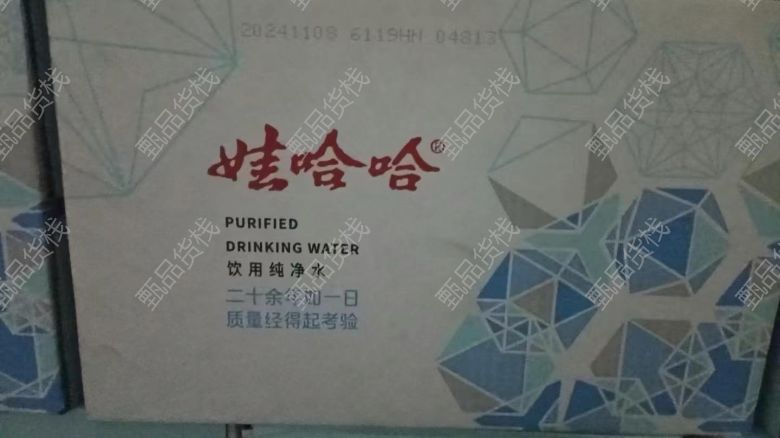 20241108 6119HN 04813
娃哈哈®
PURIFIED
DRINKING WATER
饮用纯净水
二十余年如一日
质量经得起考验
甄品货栈